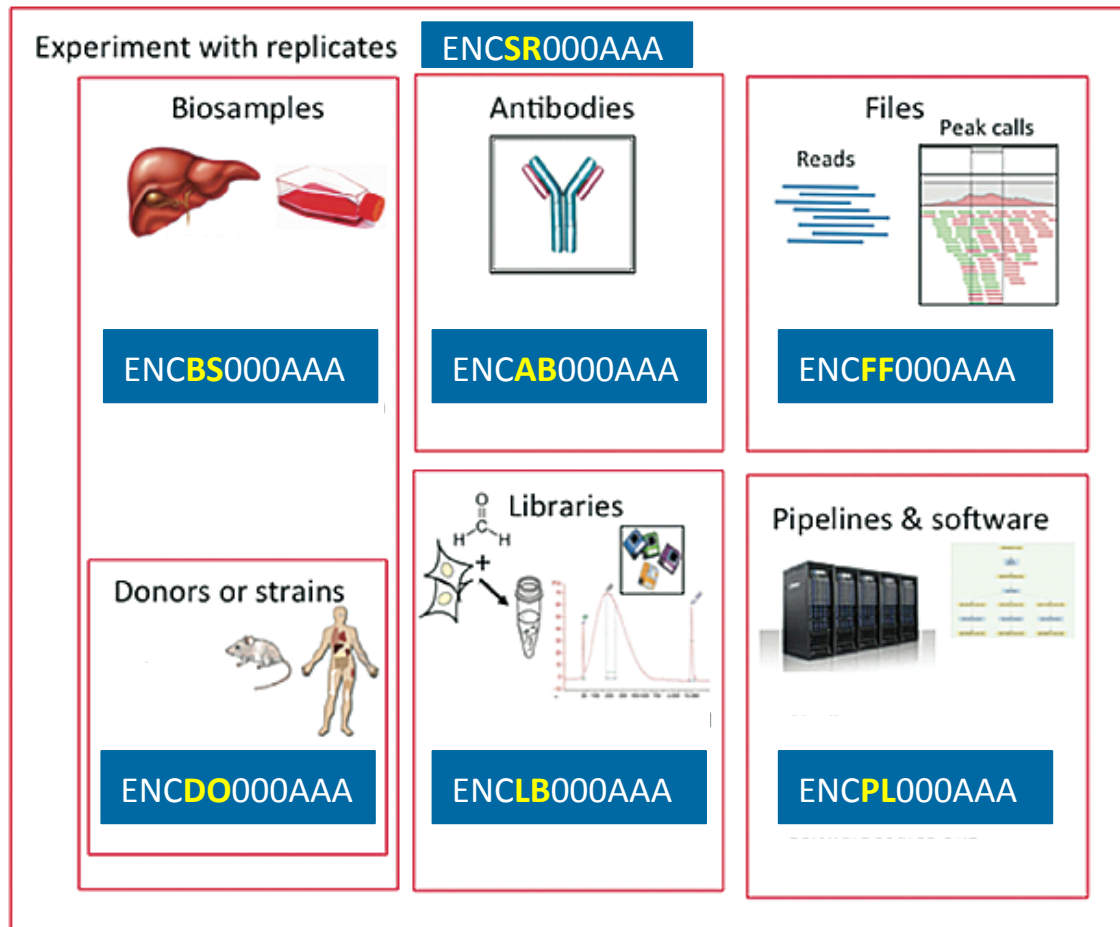 Experiment with replicates
ENCSR000AAA
Biosamples
ENCBS000AAA
Donors or strains
ENCDO000AAA
Antibodies
ENCAB000AAA
Libraries
O
H C H
+
ENCLB000AAA
Files
Reads
Peak calls
ENCFF000AAA
Pipelines & software
ENCPL000AAA